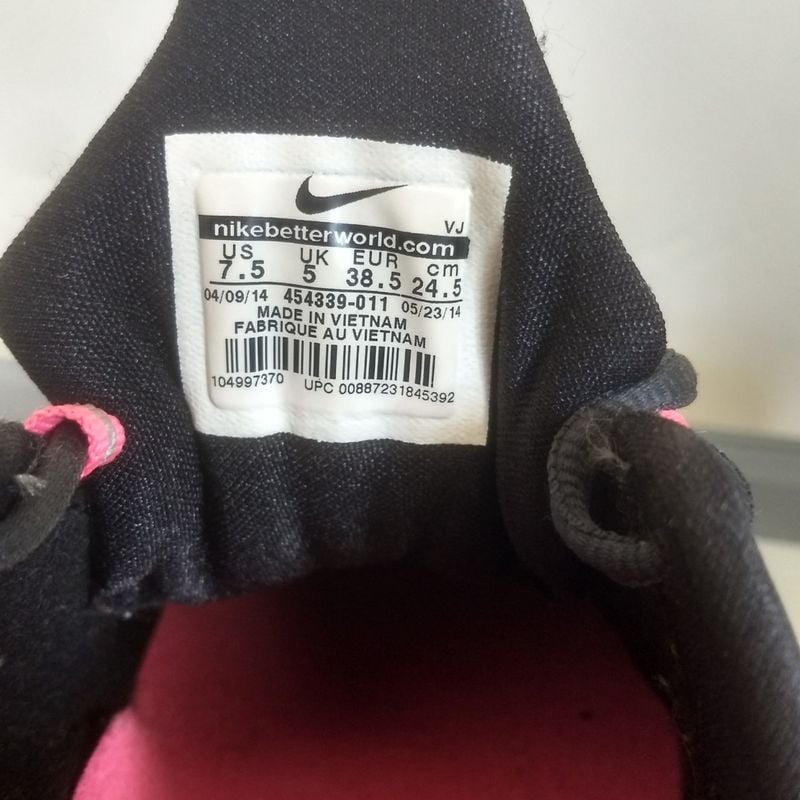 VJ
nikebetterworld.com
US UK EUR cm
7.5 5 38.5 24.5
04/09/14 454339-011 05/23/14
MADE IN VIETNAM
FABRIQUE AU VIETNAM
104997370 UPC 00887231845392